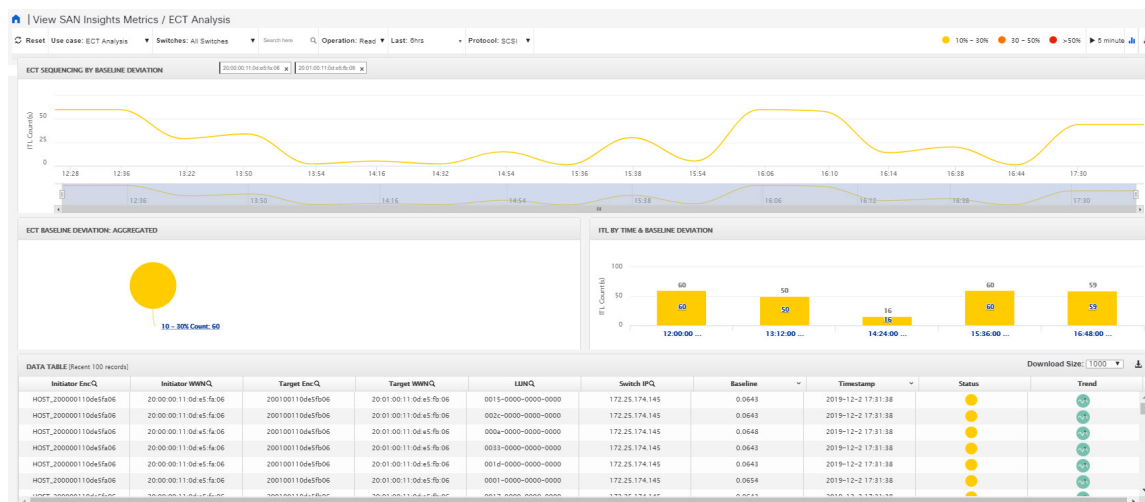 | View SAN Insights Metrics / ECT Analysis
Reset Use case: ECT Analysis ▼ Switches: All Switches ▼ Search here Operation: Read ▼ Last: 6hrs Protocol: SCSI ▼ 10% - 30% 30 - 50% >50% 5 minute
ECT SEQUENCING BY BASELINE DEVIATION 20:00:00:11:0d:e5:fa:06 x 20:01:00:11:0d:e5:fb:06 x
ITL Count(s)
50
25
0
12:28 12:36 13:22 13:50 13:54 14:16 14:32 14:54 15:36 15:38 15:54 16:06 16:10 16:14 16:38 16:44 17:30
12:36 13:50 14:16 14:54 15:38 16:06 16:12 16:38 17:30
ECT BASELINE DEVIATION: AGGREGATED
10 - 30% Count: 60
ITL BY TIME & BASELINE DEVIATION
ITL Count(s)
100
50
0
60 50 16 60 59
60 50 16 60 59
12:00:00 ... 13:12:00 ... 14:24:00 ... 15:36:00 ... 16:48:00 ...
DATA TABLE [Recent 100 records] Download Size: 1000 ▼
Initiator Enc Initiator WWN Target Enc Target WWN LUN Switch IP Baseline Timestamp Status Trend
HOST_200000110de5fa06 20:00:00:11:0d:e5:fa:06 200100110de5fb06 20:01:00:11:0d:e5:fb:06 0015-0000-0000-0000 172.25.174.145 0.0643 2019-12-2 17:31:38
HOST_200000110de5fa06 20:00:00:11:0d:e5:fa:06 200100110de5fb06 20:01:00:11:0d:e5:fb:06 002c-0000-0000-0000 172.25.174.145 0.0643 2019-12-2 17:31:38
HOST_200000110de5fa06 20:00:00:11:0d:e5:fa:06 200100110de5fb06 20:01:00:11:0d:e5:fb:06 000a-0000-0000-0000 172.25.174.145 0.0648 2019-12-2 17:31:38
HOST_200000110de5fa06 20:00:00:11:0d:e5:fa:06 200100110de5fb06 20:01:00:11:0d:e5:fb:06 0033-0000-0000-0000 172.25.174.145 0.0643 2019-12-2 17:31:38
HOST_200000110de5fa06 20:00:00:11:0d:e5:fa:06 200100110de5fb06 20:01:00:11:0d:e5:fb:06 001d-0000-0000-0000 172.25.174.145 0.0643 2019-12-2 17:31:38
HOST_200000110de5fa06 20:00:00:11:0d:e5:fa:06 200100110de5fb06 20:01:00:11:0d:e5:fb:06 0001-0000-0000-0000 172.25.174.145 0.0654 2019-12-2 17:31:38